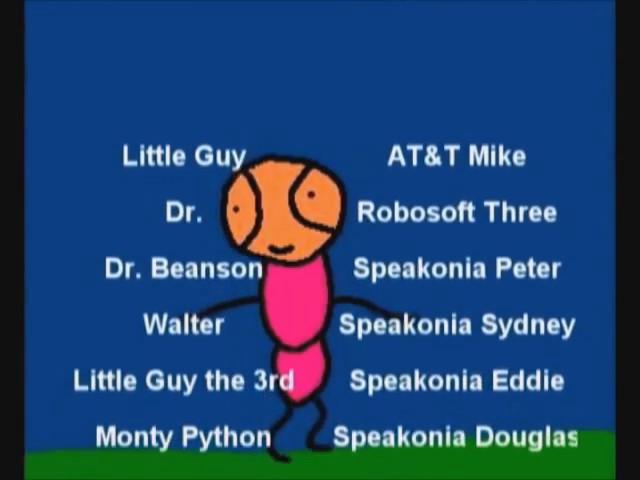 Little Guy AT&T Mike
Dr. Robosoft Three
Dr. Beanson Speakonia Peter
Walter Speakonia Sydney
Little Guy the 3rd Speakonia Eddie
Monty Python Speakonia Douglas